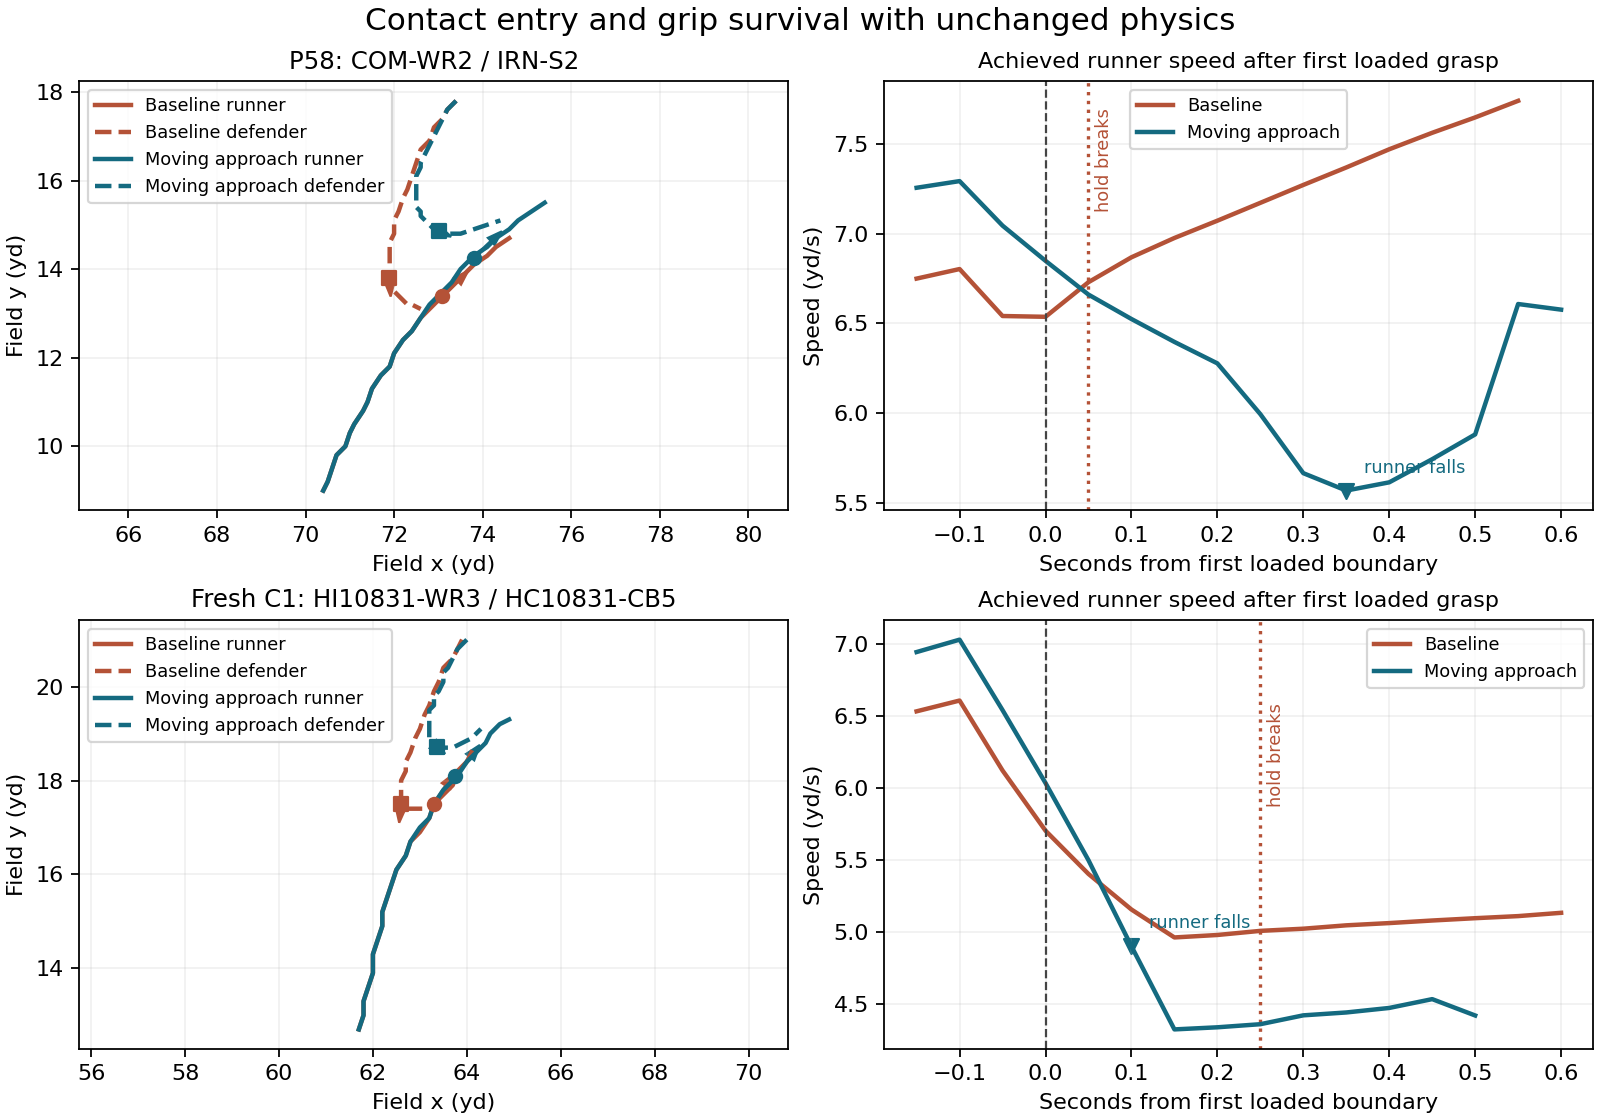 Contact entry and grip survival with unchanged physics
P58: COM-WR2 / IRN-S2
Baseline runner
Baseline defender
Moving approach runner
Moving approach defender
18
16
14
12
10
Field y (yd)
66 68 70 72 74 76 78 80
Field x (yd)
Achieved runner speed after first loaded grasp
Baseline
Moving approach
hold breaks
runner falls
7.5
7.0
6.5
6.0
5.5
Speed (yd/s)
−0.1 0.0 0.1 0.2 0.3 0.4 0.5 0.6
Seconds from first loaded boundary
Fresh C1: HI10831-WR3 / HC10831-CB5
Baseline runner
Baseline defender
Moving approach runner
Moving approach defender
20
18
16
14
Field y (yd)
56 58 60 62 64 66 68 70
Field x (yd)
Achieved runner speed after first loaded grasp
Baseline
Moving approach
hold breaks
runner falls
7.0
6.5
6.0
5.5
5.0
4.5
Speed (yd/s)
−0.1 0.0 0.1 0.2 0.3 0.4 0.5 0.6
Seconds from first loaded boundary